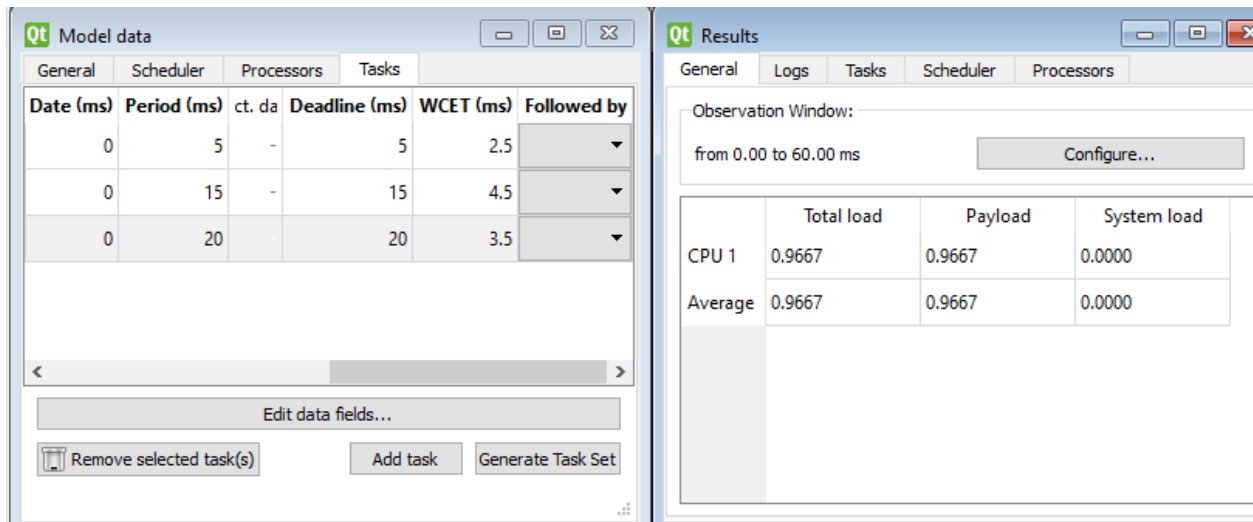 Qt Model data
General Scheduler Processors Tasks
Date (ms) Period (ms) ct. da Deadline (ms) WCET (ms) Followed by
0 5 - 5 2.5
0 15 - 15 4.5
0 20 - 20 3.5
Edit data fields...
Remove selected task(s) Add task Generate Task Set
Qt Results
General Logs Tasks Scheduler Processors
Observation Window:
from 0.00 to 60.00 ms Configure...
Total load Payload System load
CPU 1 0.9667 0.9667 0.0000
Average 0.9667 0.9667 0.0000